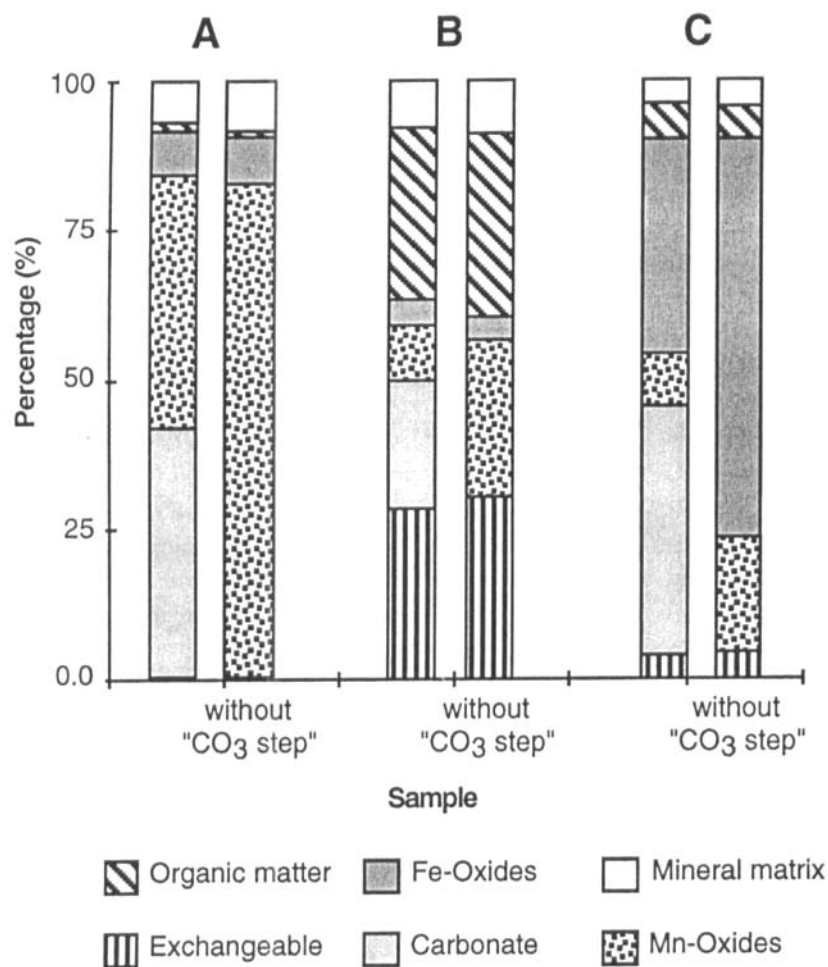 A B C
100
75
50
25
0.0
Percentage (%)
without without without
"CO3 step" "CO3 step" "CO3 step"
Sample
Organic matter Fe-Oxides Mineral matrix
Exchangeable Carbonate Mn-Oxides